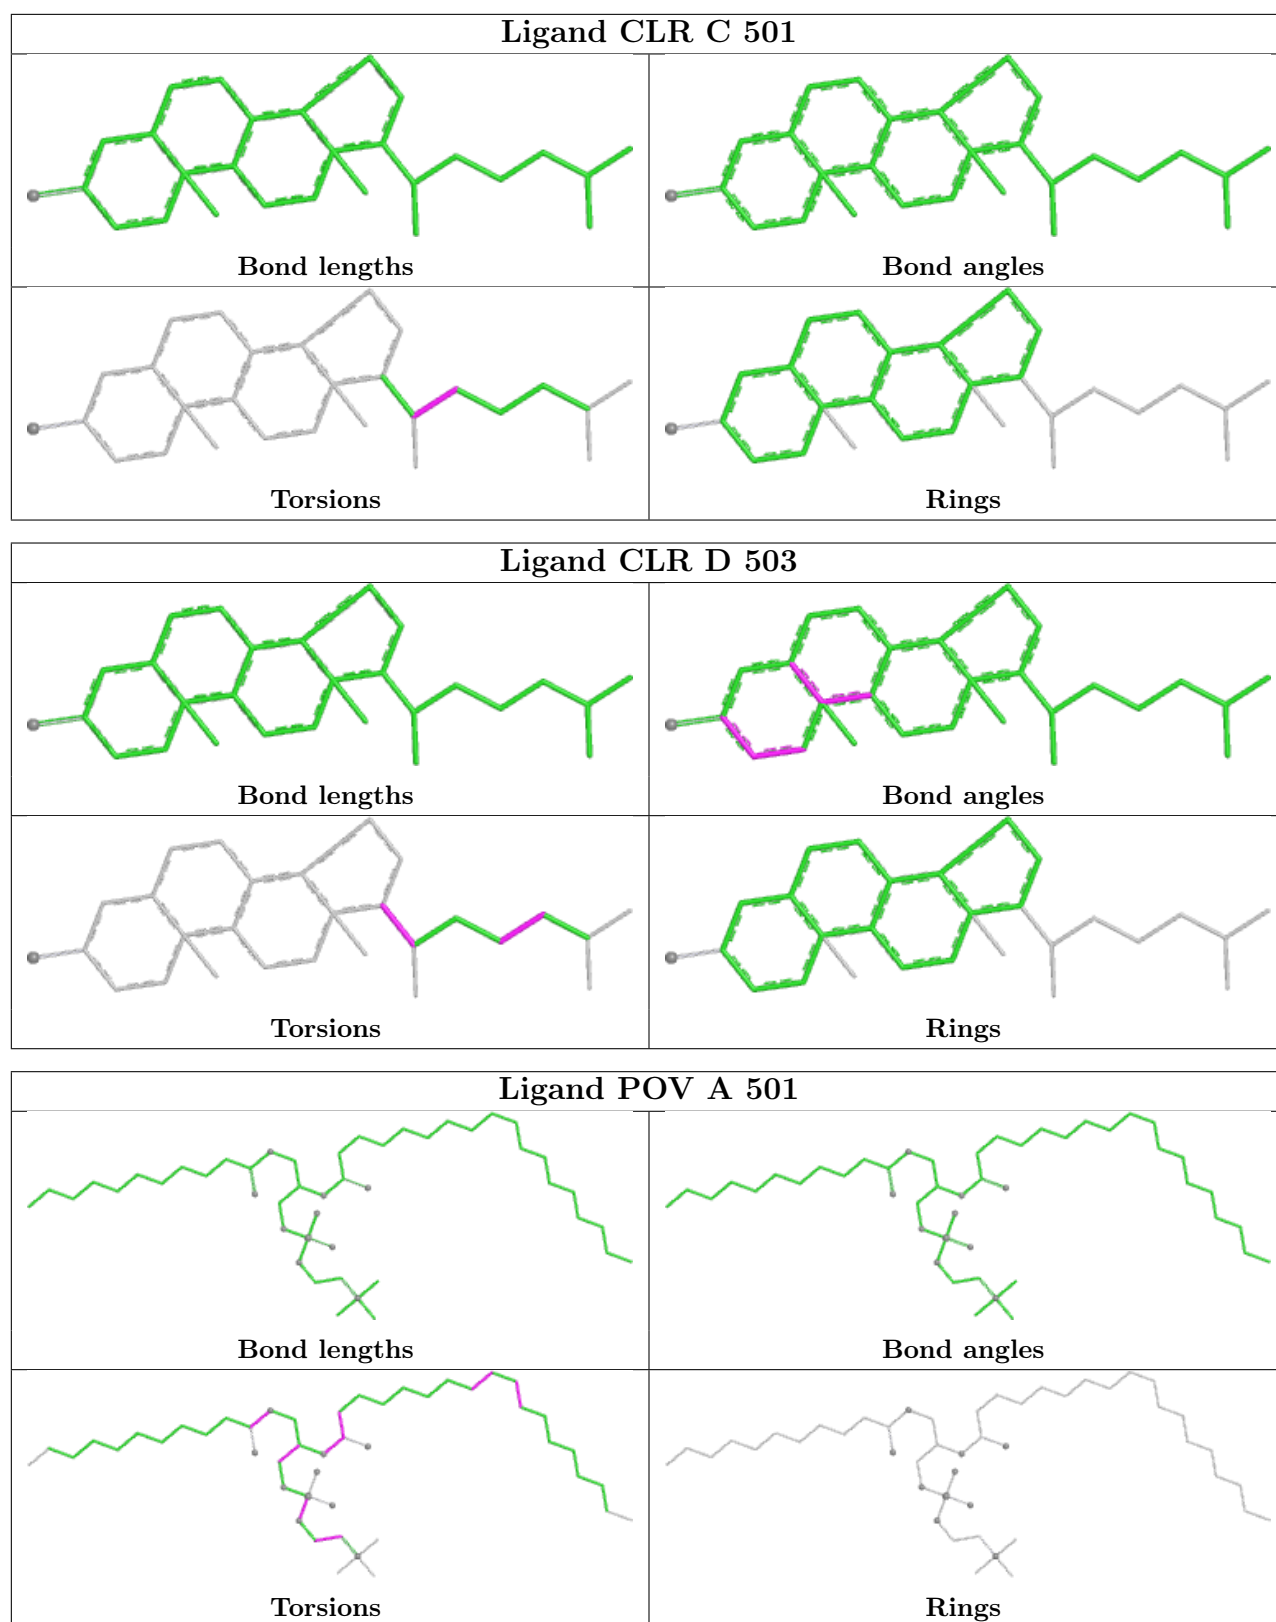 Ligand CLR C 501
Bond lengths
Bond angles
Torsions
Rings
Ligand CLR D 503
Bond lengths
Bond angles
Torsions
Rings
Ligand POV A 501
Bond lengths
Bond angles
Torsions
Rings